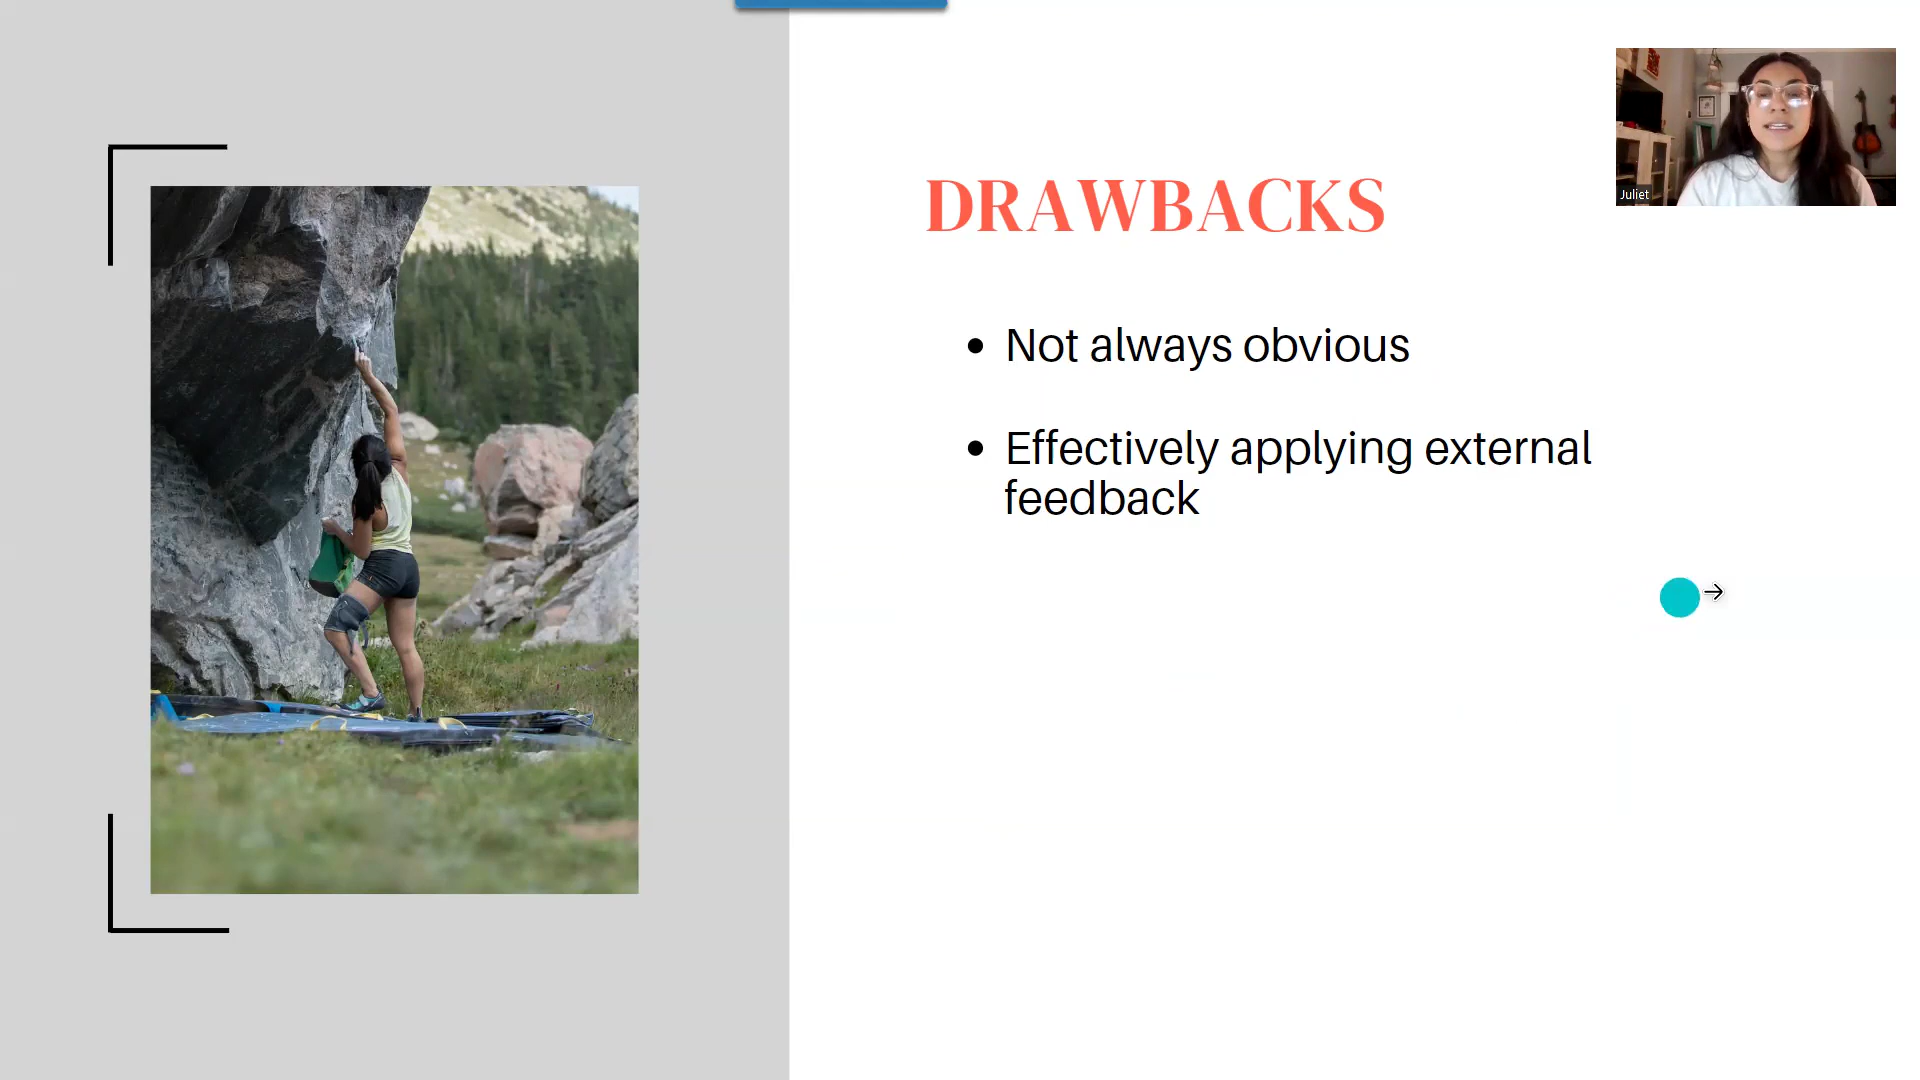 DRAWBACKS
Juliet
• Not always obvious
• Effectively applying external
feedback